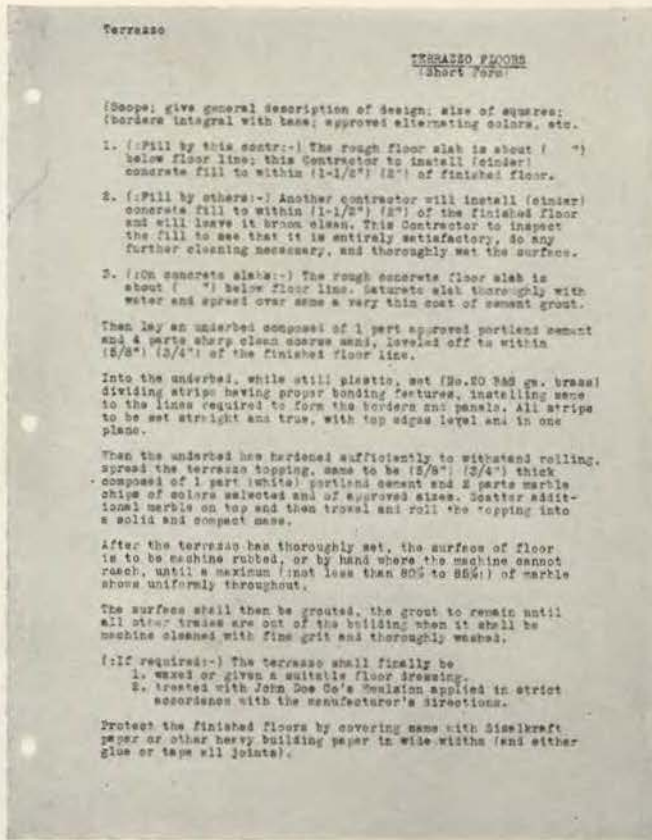 Terrazzo
TERRAZZO FLOORS
(Short Form)
(Scope; give general description of design; size of squares;
(borders integral with base; approved alternating colors, etc.
1. (:Fill by this contr:-) The rough floor slab is about (    ")
below floor line; this Contractor to install (cinder)
concrete fill to within (1-1/2") (2") of finished floor.
2. (:Fill by others:-) Another contractor will install (cinder)
concrete fill to within (1-1/2") (2") of the finished floor
and will leave it broom clean. This Contractor to inspect
the fill to see that it is entirely satisfactory, do any
further cleaning necessary, and thoroughly wet the surface.
3. (:On concrete slabs:-) The rough concrete floor slab is
about (    ") below floor line. Saturate slab thoroughly with
water and spread over same a very thin coat of cement grout.
Then lay an underbed composed of 1 part approved portland cement
and 4 parts sharp clean coarse sand, leveled off to within
(5/8") (3/4") of the finished floor line.
Into the underbed, while still plastic, set (No.20 B&S ga. brass)
dividing strips having proper bonding features, installing same
to the lines required to form the borders and panels. All strips
to be set straight and true, with top edges level and in one
plane.
When the underbed has hardened sufficiently to withstand rolling,
spread the terrazzo topping, same to be (5/8") (3/4") thick
composed of 1 part (white) portland cement and 2 parts marble
chips of colors selected and of approved sizes. Scatter addit-
ional marble on top and then trowel and roll the topping into
a solid and compact mass.
After the terrazzo has thoroughly set, the surface of floor
is to be machine rubbed, or by hand where the machine cannot
reach, until a maximum (:not less than 80% to 85%:) of marble
shows uniformly throughout.
The surface shall then be grouted, the grout to remain until
all other trades are out of the building when it shall be
machine cleaned with fine grit and thoroughly washed.
(:If required:-) The terrazzo shall finally be
1. waxed or given a suitable floor dressing.
2. treated with John Doe Co's Emulsion applied in strict
accordance with the manufacturer's directions.
Protect the finished floors by covering same with Sisalkraft
paper or other heavy building paper in wide widths (and either
glue or tape all joints).